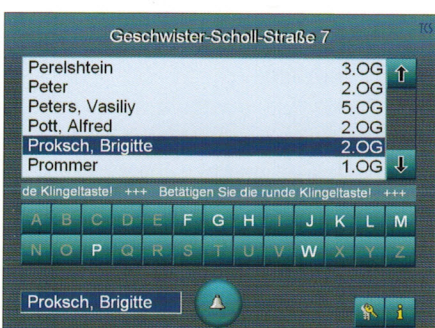 TCS
Geschwister-Scholl-Straße 7
Perelshtein 3.OG
Peter 2.OG
Peters, Vasiliy 5.OG
Pott, Alfred 2.OG
Proksch, Brigitte 2.OG
Prommer 1.OG
de Klingeltaste! +++ Betätigen Sie die runde Klingeltaste! +++
A B C D E F G H I J K L M
N O P Q R S T U V W X Y Z
Proksch, Brigitte
i